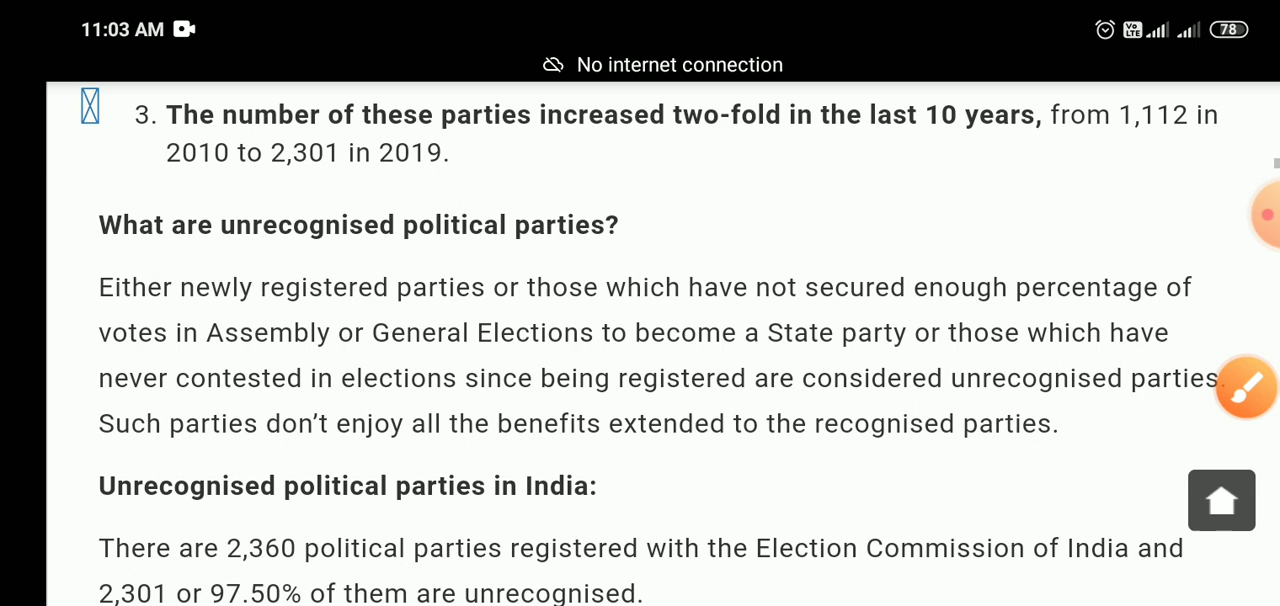 11:03 AM
Vo LTE
78
No internet connection
3. The number of these parties increased two-fold in the last 10 years, from 1,112 in
2010 to 2,301 in 2019.
What are unrecognised political parties?
Either newly registered parties or those which have not secured enough percentage of
votes in Assembly or General Elections to become a State party or those which have
never contested in elections since being registered are considered unrecognised parties.
Such parties don’t enjoy all the benefits extended to the recognised parties.
Unrecognised political parties in India:
There are 2,360 political parties registered with the Election Commission of India and
2,301 or 97.50% of them are unrecognised.